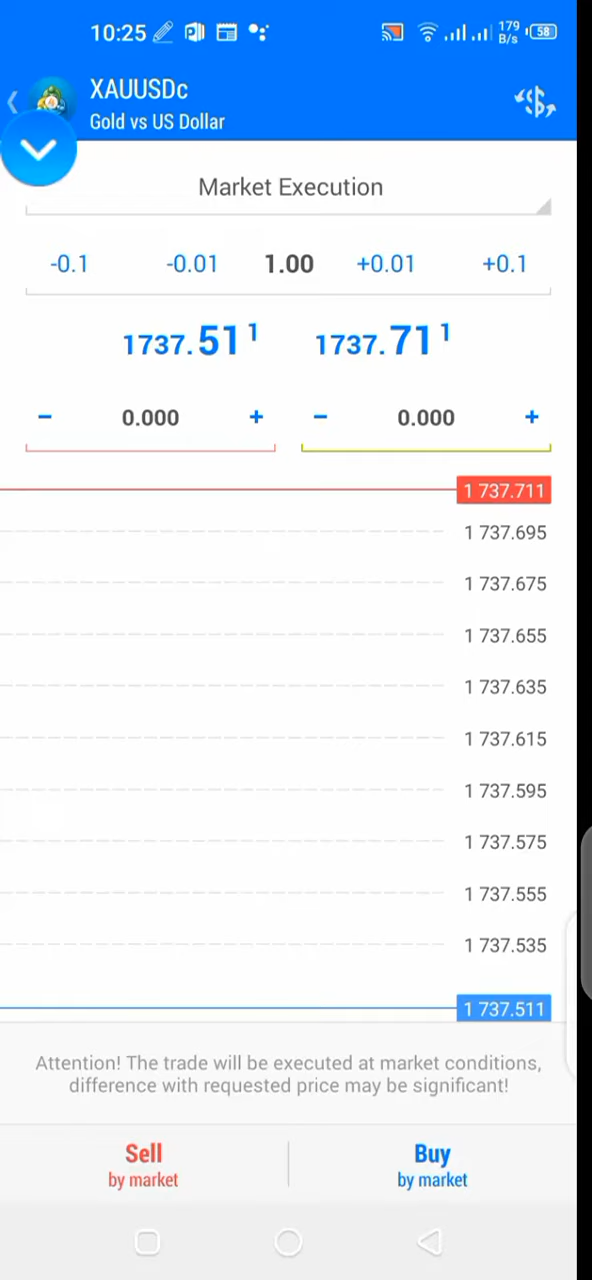 10:25 179 B/s 58
XAUUSDc
Gold vs US Dollar
Market Execution
-0.1 -0.01 1.00 +0.01 +0.1
1737.511 1737.711
− 0.000 + − 0.000 +
1 737.711
1 737.695
1 737.675
1 737.655
1 737.635
1 737.615
1 737.595
1 737.575
1 737.555
1 737.535
1 737.511
Attention! The trade will be executed at market conditions,
difference with requested price may be significant!
Sell Buy
by market by market